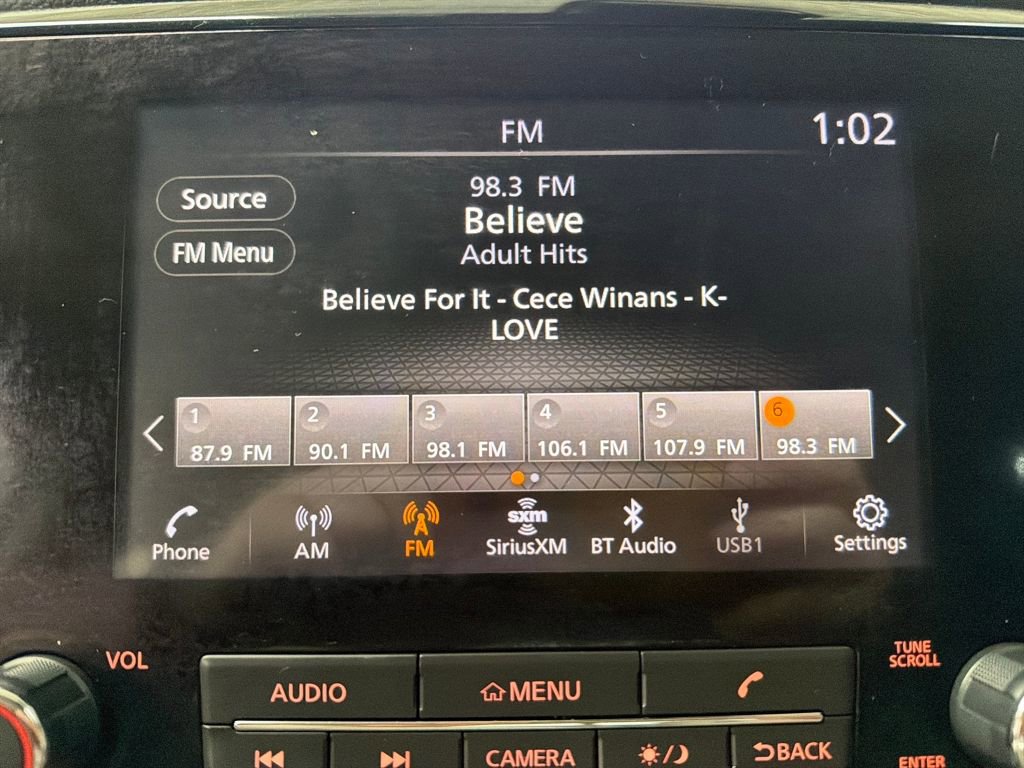 FM
1:02
Source
FM Menu
98.3 FM
Believe
Adult Hits
Believe For It - Cece Winans - K-
LOVE
1
87.9 FM
2
90.1 FM
3
98.1 FM
4
106.1 FM
5
107.9 FM
6
98.3 FM
Phone
AM
FM
sxm
SiriusXM
BT Audio
USB1
Settings
VOL
TUNE
SCROLL
AUDIO
MENU
CAMERA
BACK
ENTER